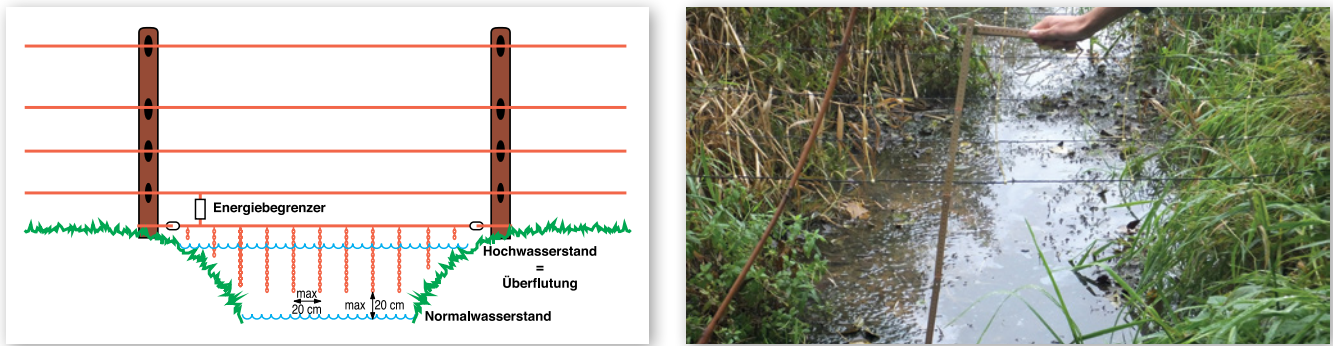 Energiebegrenzer
Hochwasserstand
=
Überflutung
max
20 cm
max 20 cm
Normalwasserstand